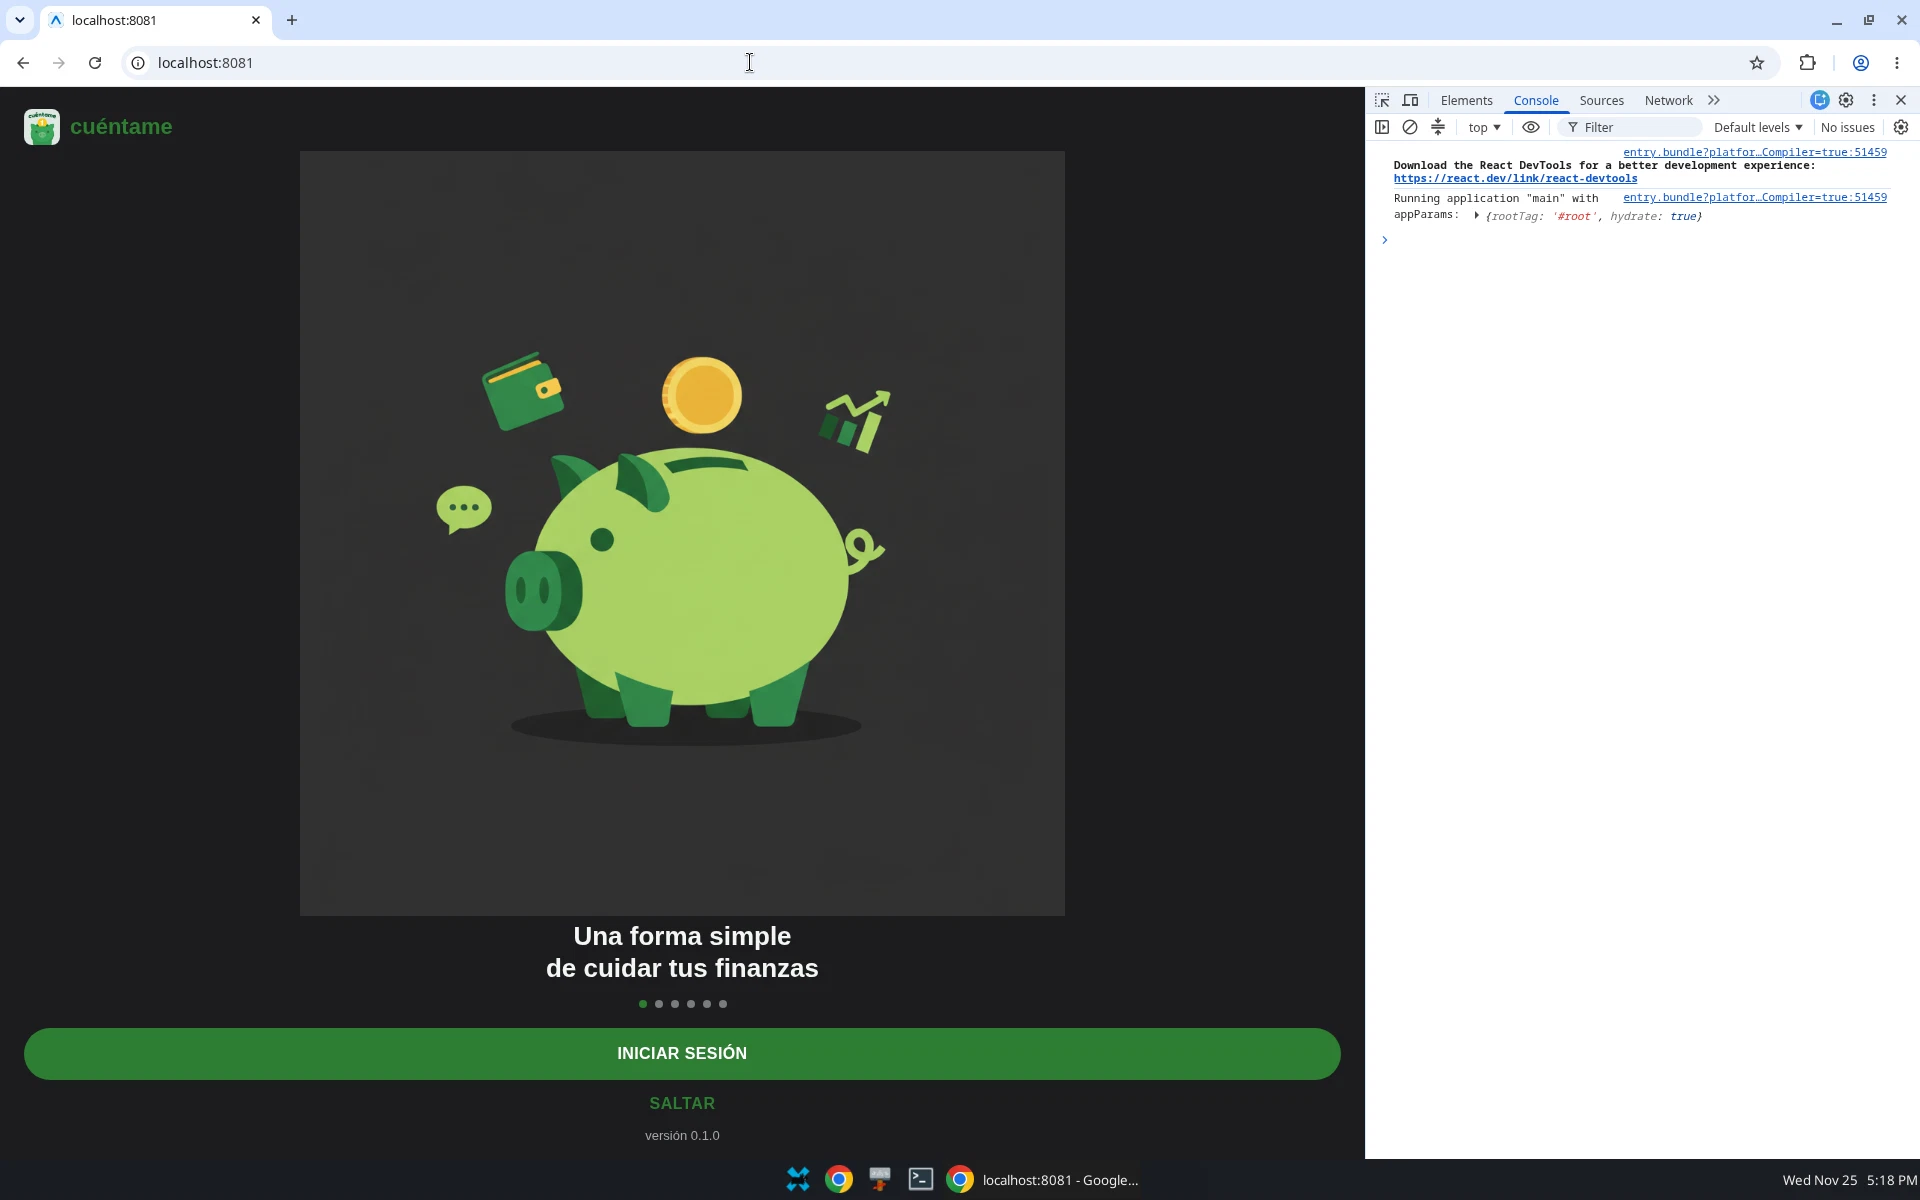 localhost:8081
localhost:8081
cuéntame
Una forma simple
de cuidar tus finanzas
INICIAR SESIÓN
SALTAR
versión 0.1.0
Elements
Console
Sources
Network
top
Filter
Default levels
No issues
entry.bundle?platfor…Compiler=true:51459
Download the React DevTools for a better development experience:
https://react.dev/link/react-devtools
Running application "main" with
entry.bundle?platfor…Compiler=true:51459
appParams: {rootTag: '#root', hydrate: true}
localhost:8081 - Google...
Wed Nov 25 5:18 PM